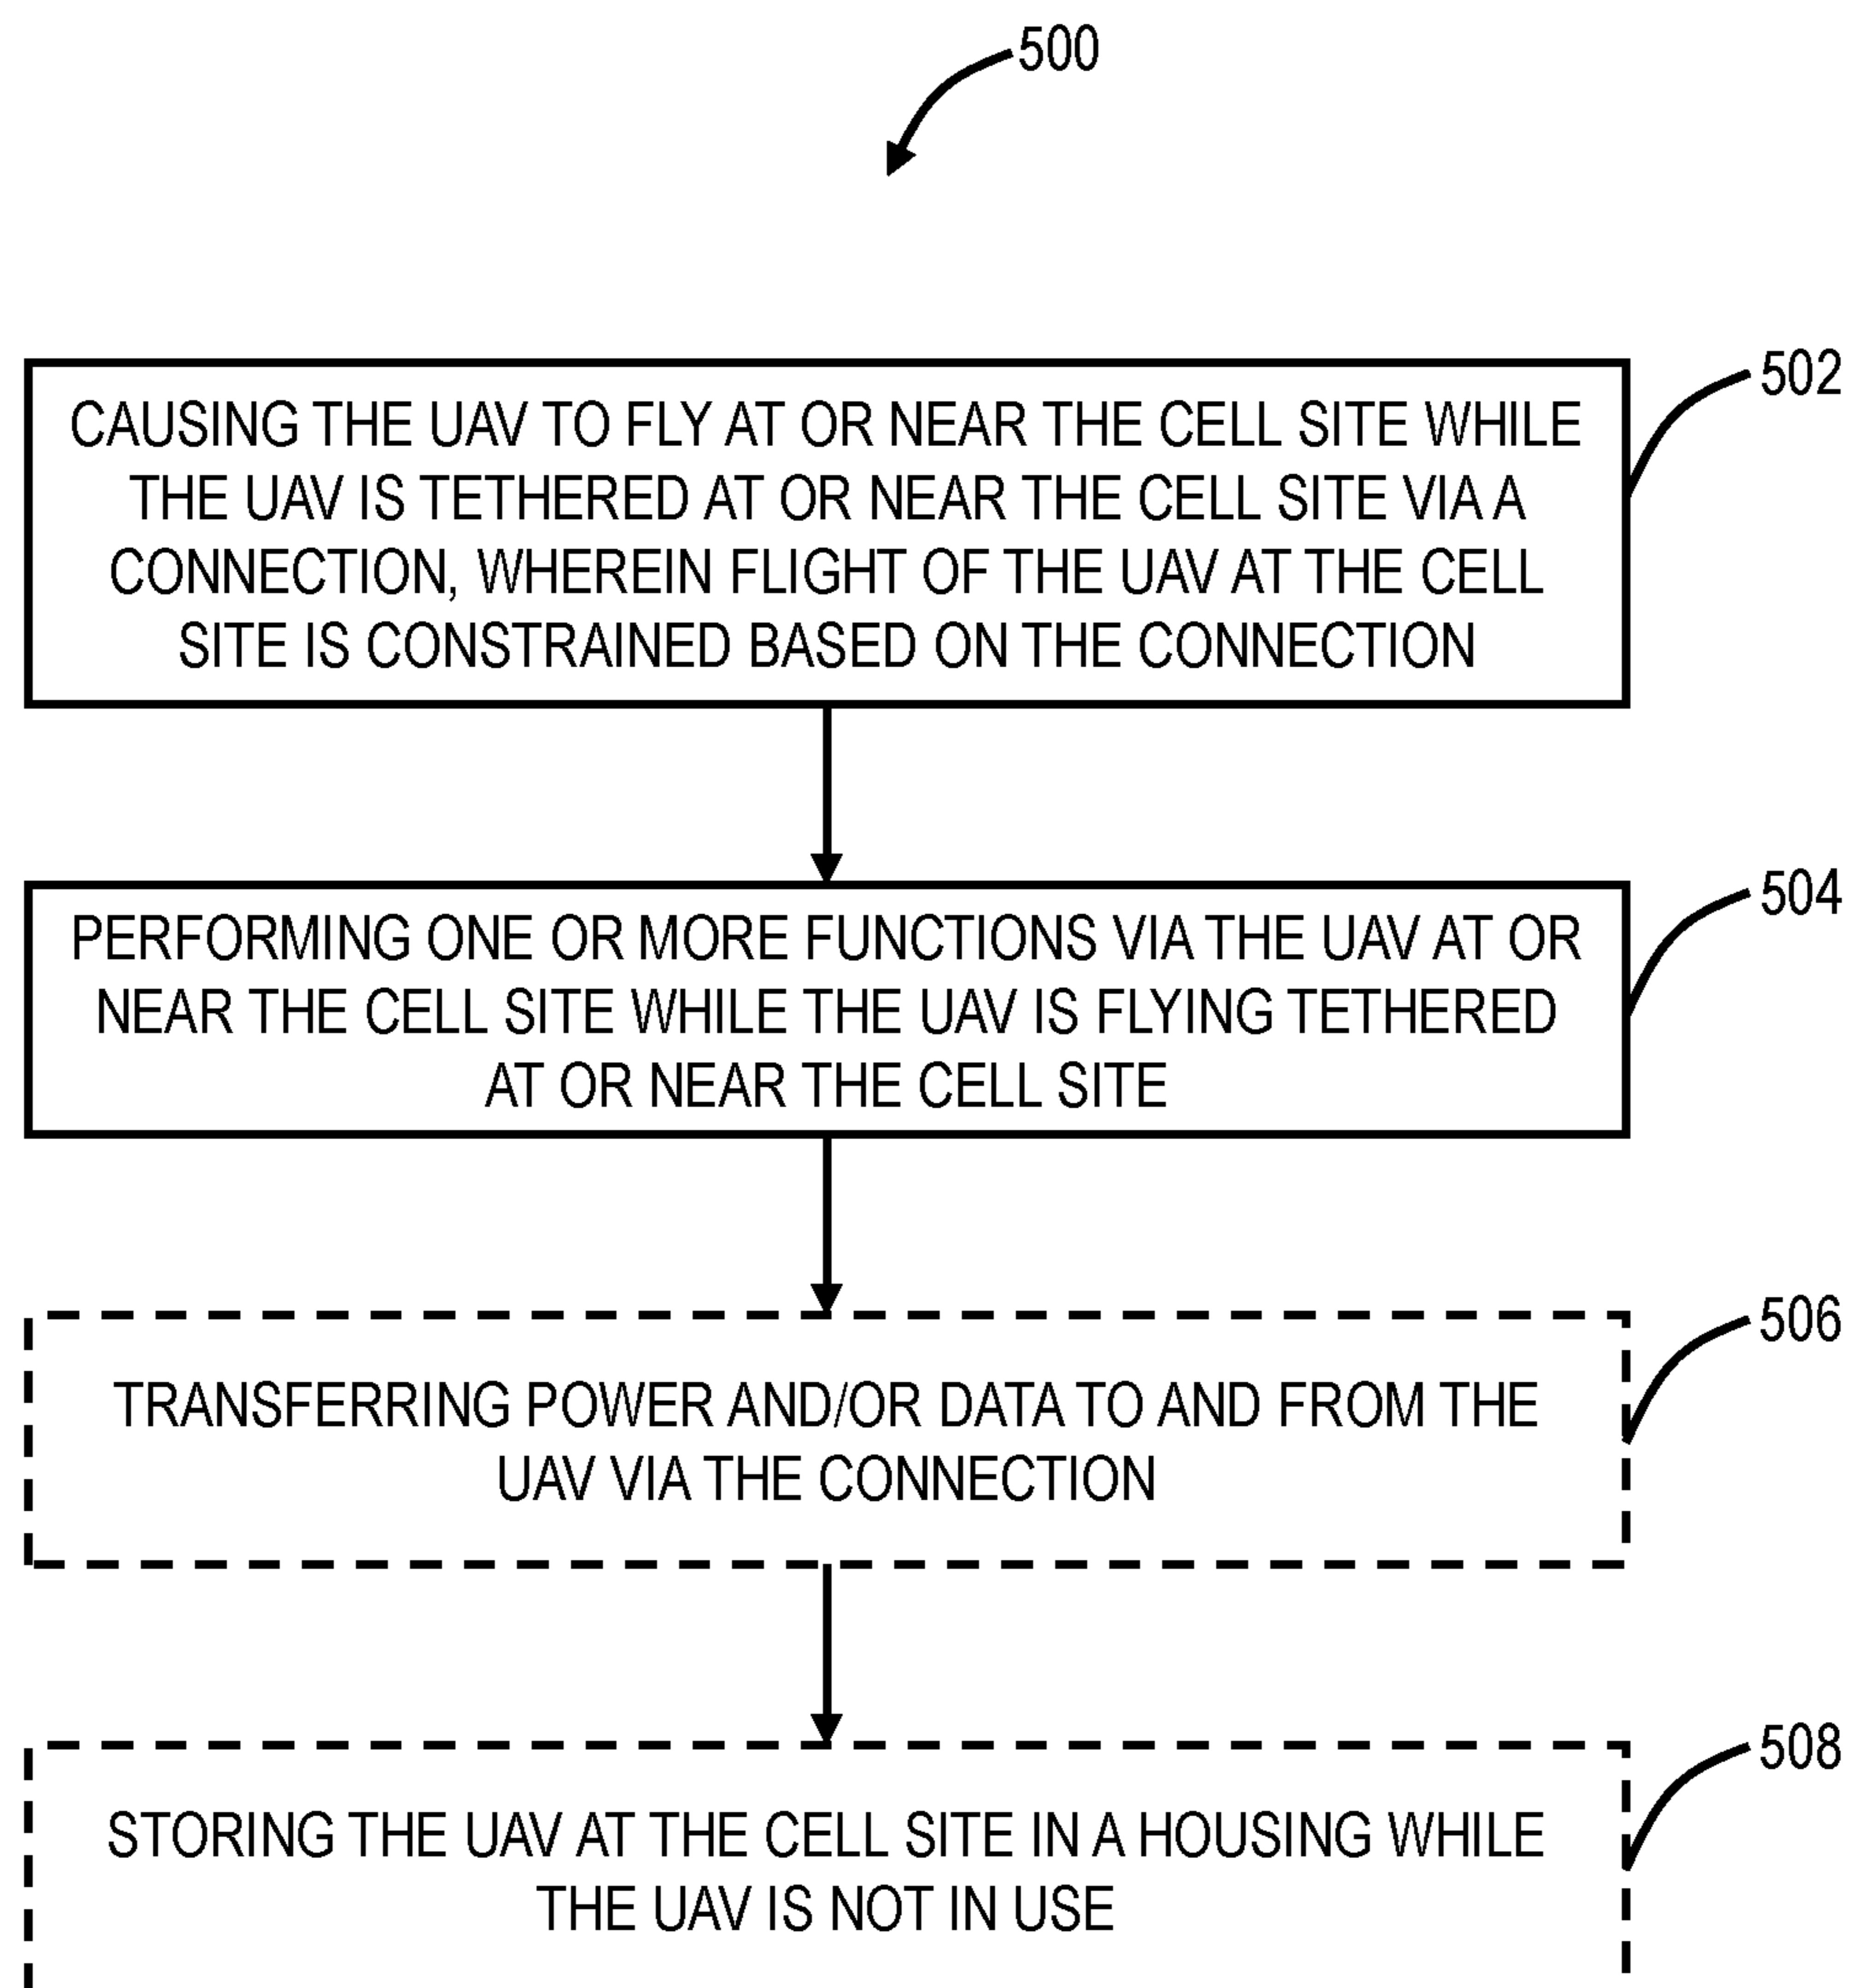 500
502
CAUSING THE UAV TO FLY AT OR NEAR THE CELL SITE WHILE
THE UAV IS TETHERED AT OR NEAR THE CELL SITE VIA A
CONNECTION, WHEREIN FLIGHT OF THE UAV AT THE CELL
SITE IS CONSTRAINED BASED ON THE CONNECTION
504
PERFORMING ONE OR MORE FUNCTIONS VIA THE UAV AT OR
NEAR THE CELL SITE WHILE THE UAV IS FLYING TETHERED
AT OR NEAR THE CELL SITE
506
TRANSFERRING POWER AND/OR DATA TO AND FROM THE
UAV VIA THE CONNECTION
508
STORING THE UAV AT THE CELL SITE IN A HOUSING WHILE
THE UAV IS NOT IN USE